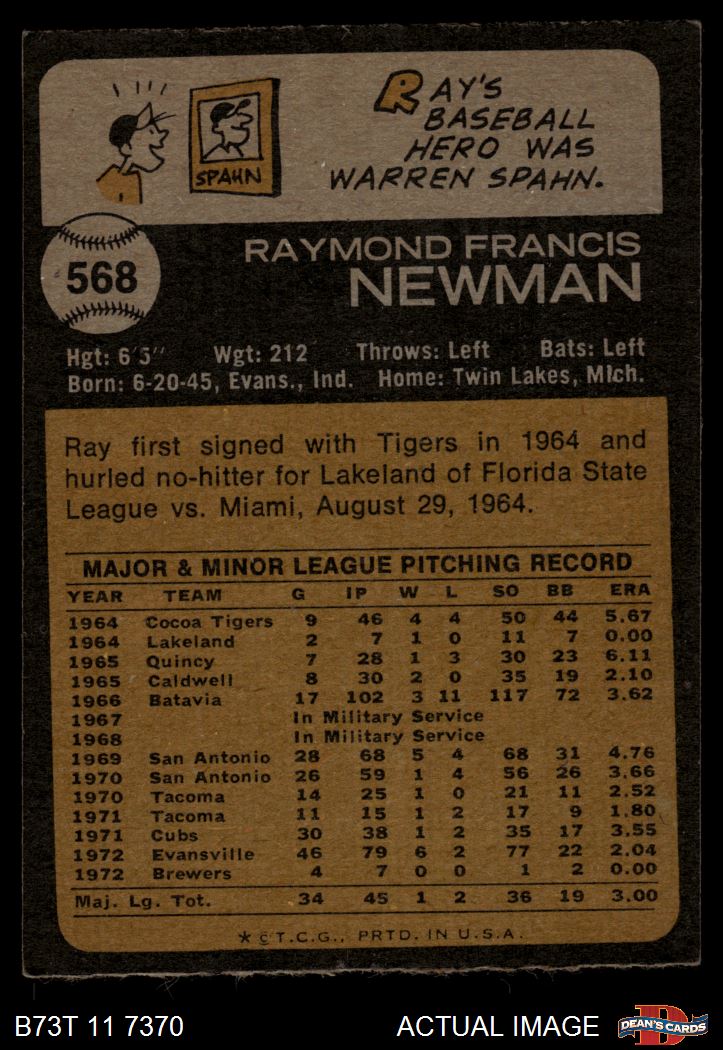 RAY'S
BASEBALL
HERO WAS
WARREN SPAHN.
SPAHN
568
RAYMOND FRANCIS
NEWMAN
Hgt: 6'5" Wgt: 212 Throws: Left Bats: Left
Born: 6-20-45, Evans., Ind. Home: Twin Lakes, Mich.
Ray first signed with Tigers in 1964 and
hurled no-hitter for Lakeland of Florida State
League vs. Miami, August 29, 1964.
MAJOR & MINOR LEAGUE PITCHING RECORD
YEAR TEAM G IP W L SO BB ERA
1964 Cocoa Tigers 9 46 4 4 50 44 5.67
1964 Lakeland 2 7 1 0 11 7 0.00
1965 Quincy 7 28 1 3 30 23 6.11
1965 Caldwell 8 30 2 0 35 19 2.10
1966 Batavia 17 102 3 11 117 72 3.62
1967 In Military Service
1968 In Military Service
1969 San Antonio 28 68 5 4 68 31 4.76
1970 San Antonio 26 59 1 4 56 26 3.66
1970 Tacoma 14 25 1 0 21 11 2.52
1971 Tacoma 11 15 1 2 17 9 1.80
1971 Cubs 30 38 1 2 35 17 3.55
1972 Evansville 46 79 6 2 77 22 2.04
1972 Brewers 4 7 0 0 1 2 0.00
Maj. Lg. Tot. 34 45 1 2 36 19 3.00
* © T.C.G., PRTD. IN U.S.A.
B73T 11 7370 ACTUAL IMAGE
D
DEAN'S CARDS